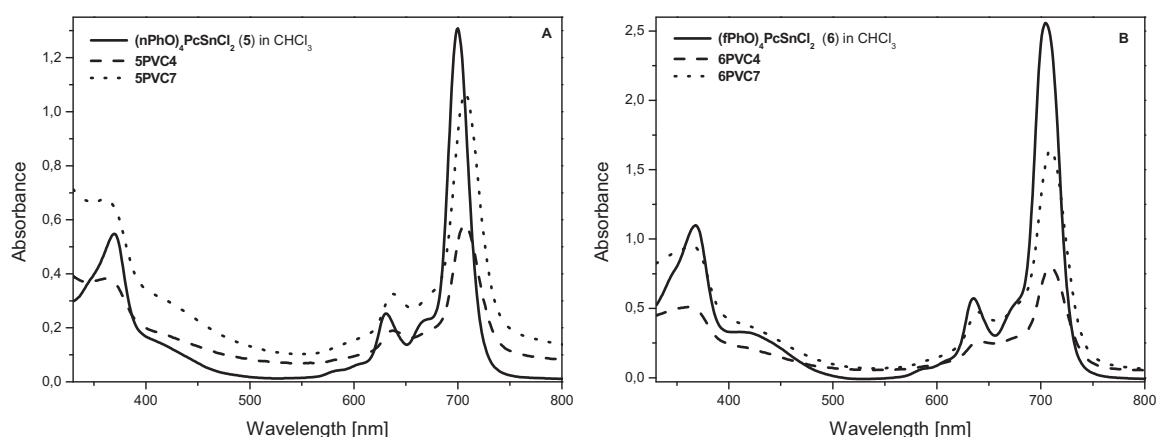 (nPhO)₄PcSnCl₂ (5) in CHCl₃
5PVC4
5PVC7
A
1,2
1,0
0,8
0,6
0,4
0,2
0,0
Absorbance
400 500 600 700 800
Wavelength [nm]
(fPhO)₄PcSnCl₂ (6) in CHCl₃
6PVC4
6PVC7
B
2,5
2,0
1,5
1,0
0,5
0,0
Absorbance
400 500 600 700 800
Wavelength [nm]